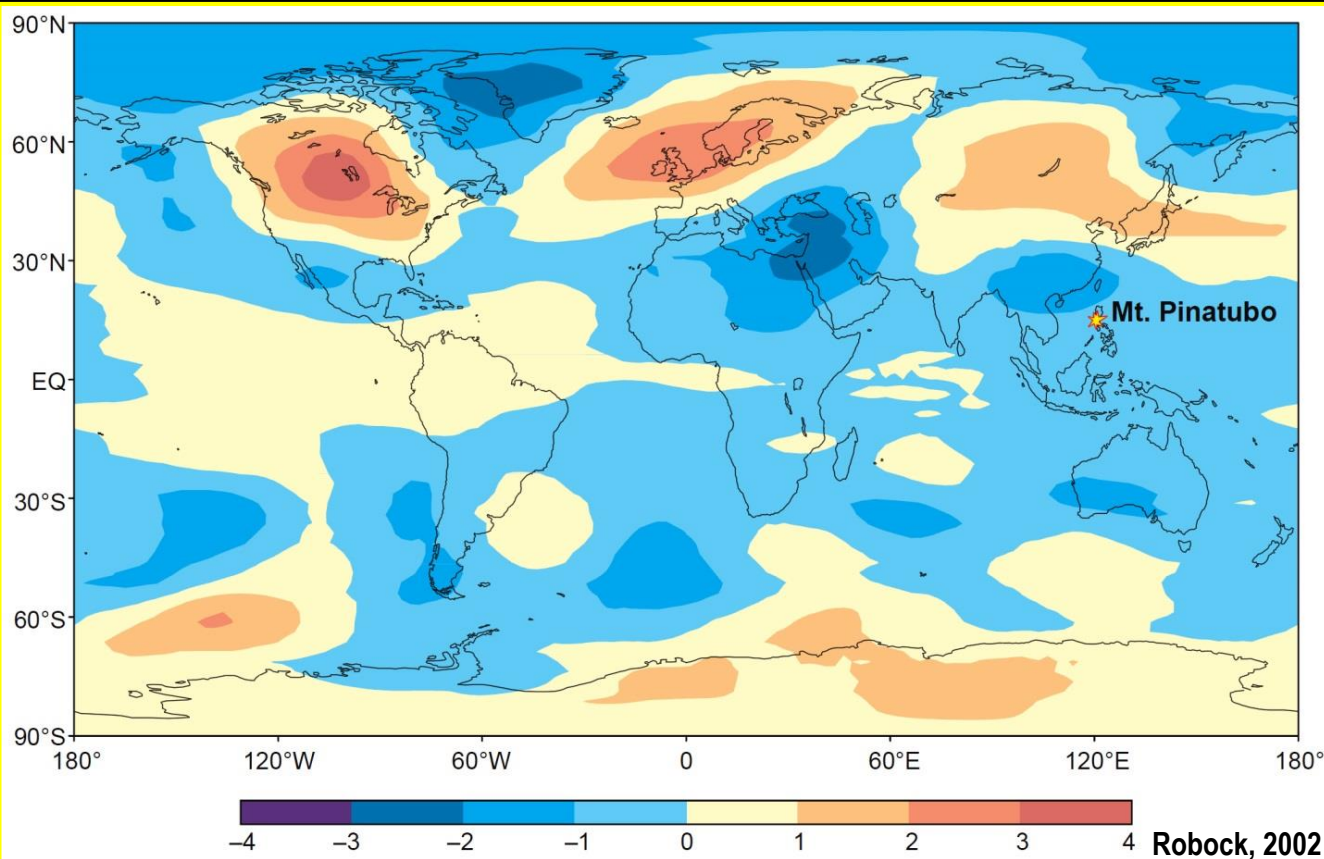 90°N
60°N
30°N
Mt. Pinatubo
EQ
30°S
60°S
90°S
180° 120°W 60°W 0 60°E 120°E 180°
–4 –3 –2 –1 0 1 2 3 4 Robock, 2002